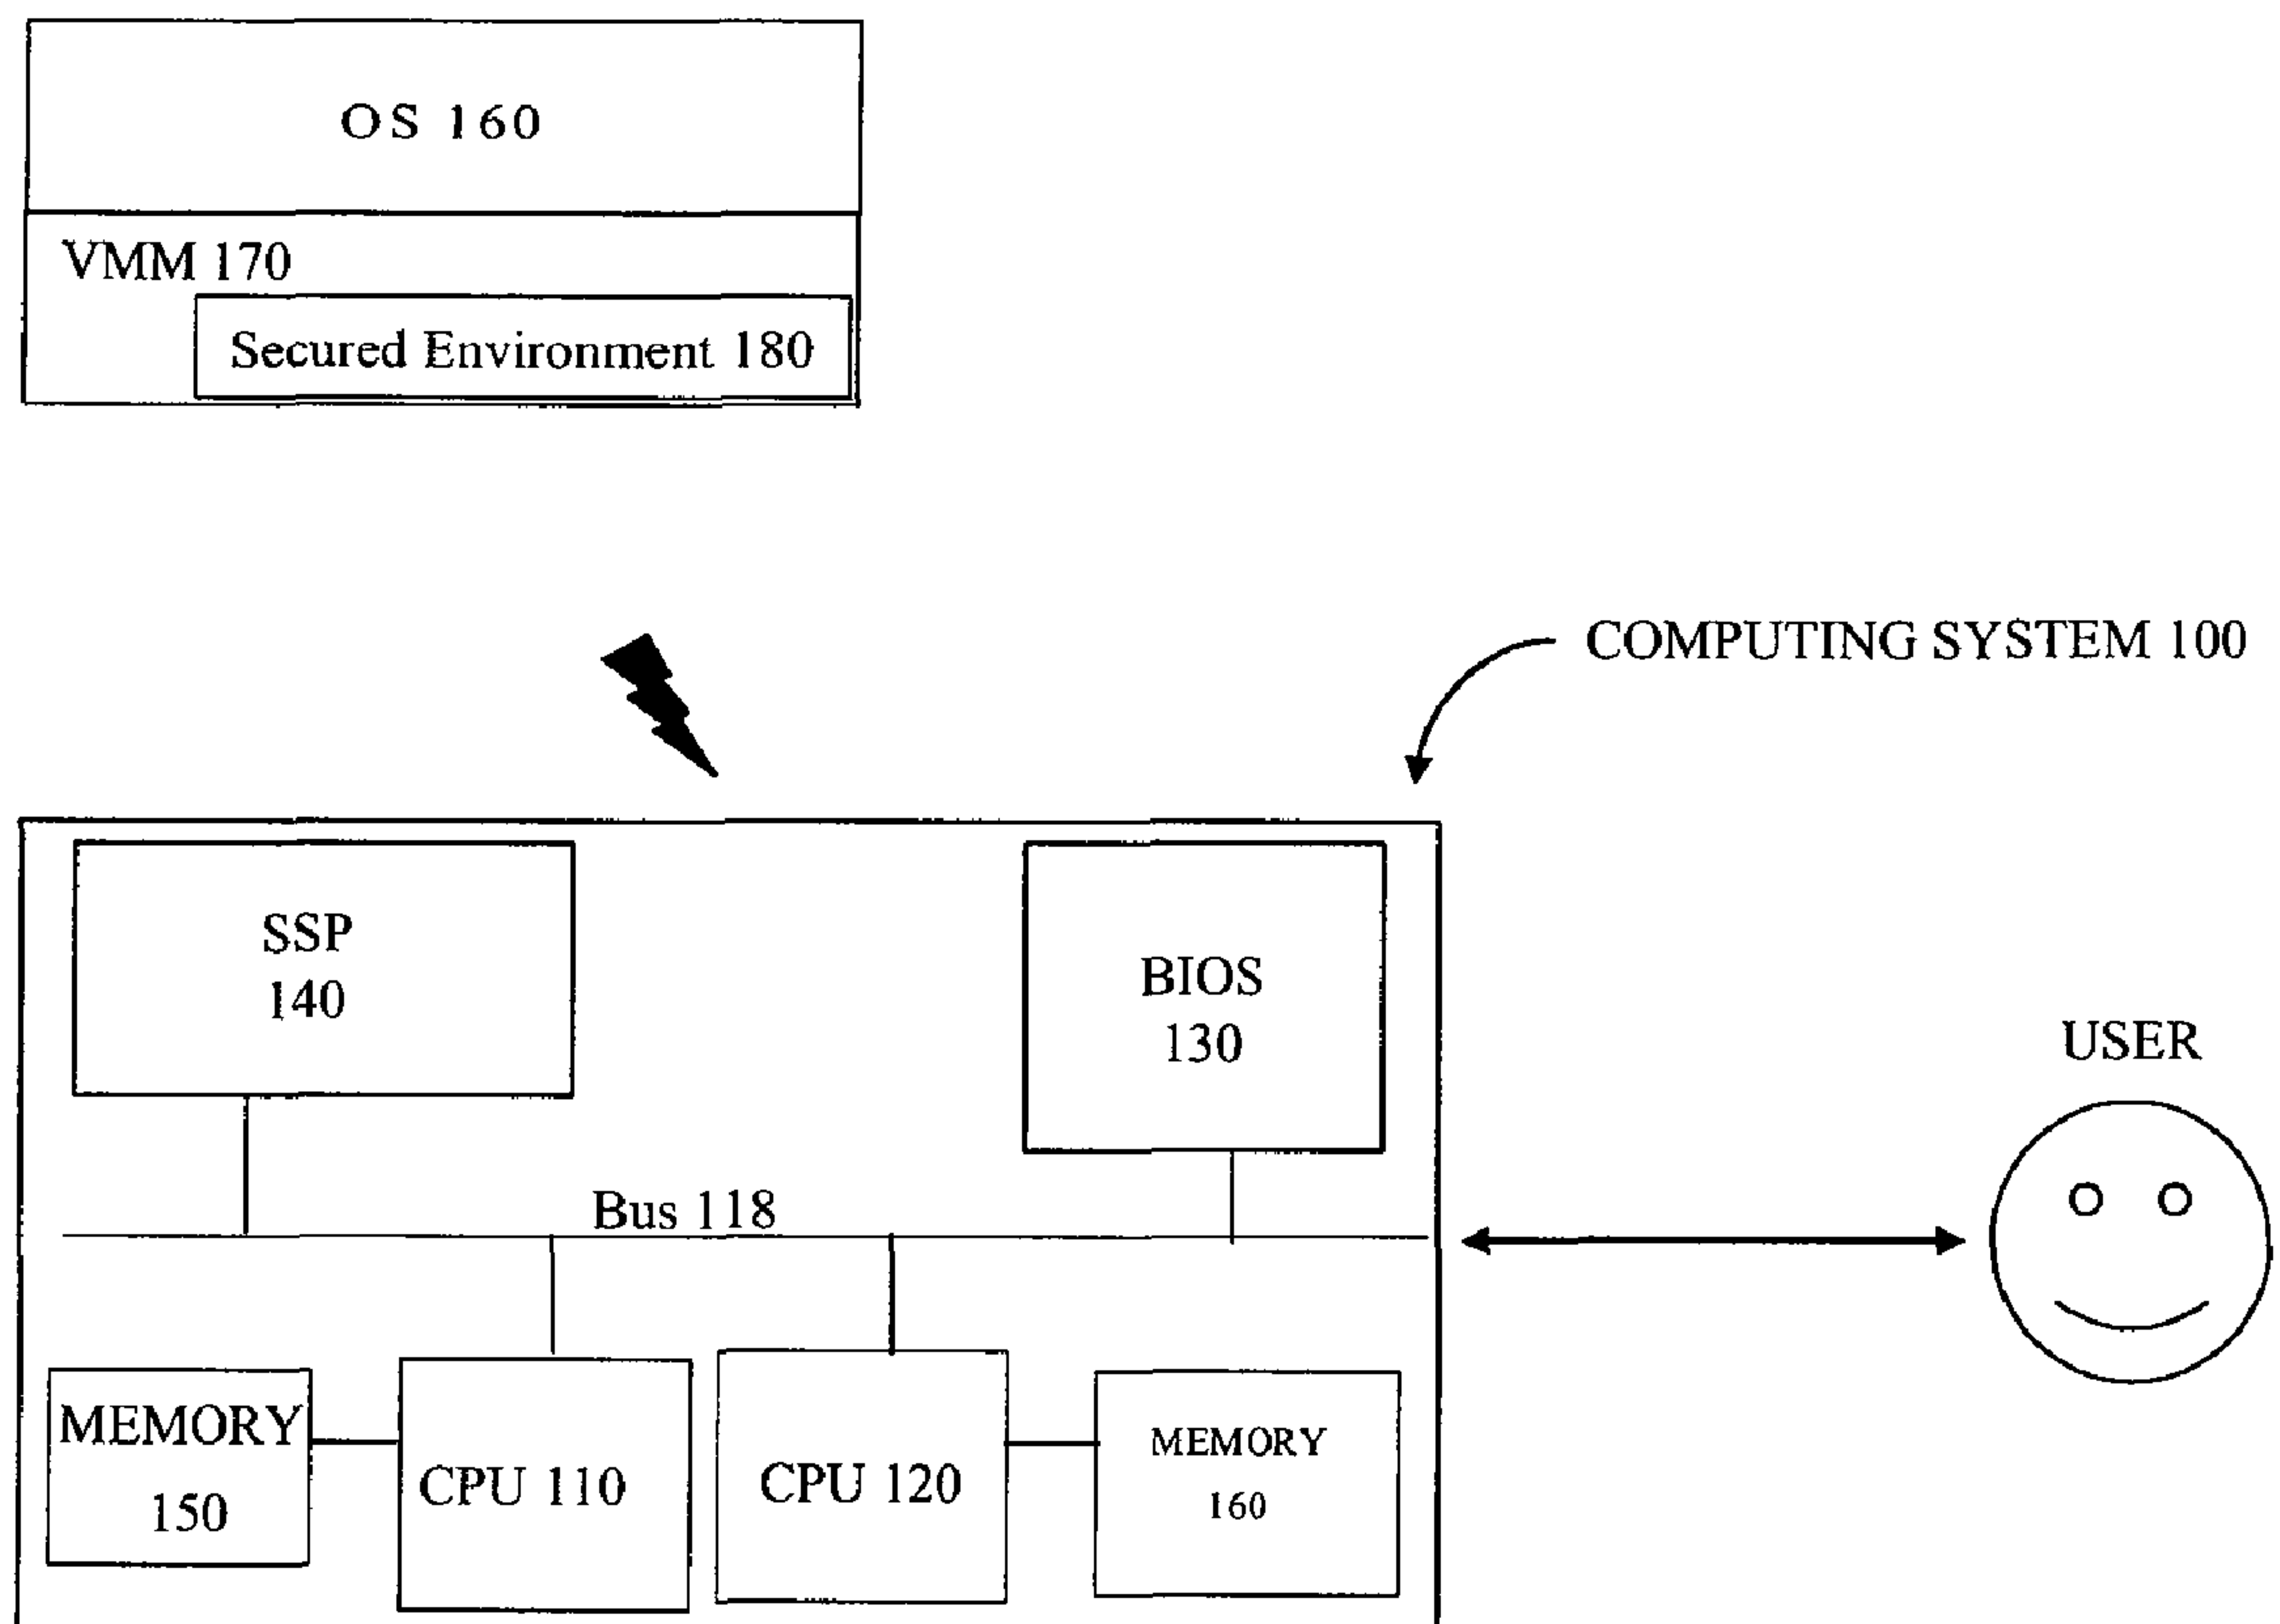 OS 160
VMM 170
Secured Environment 180
COMPUTING SYSTEM 100
SSP
140
BIOS
130
USER
Bus 118
MEMORY
150
CPU 110
CPU 120
MEMORY
160